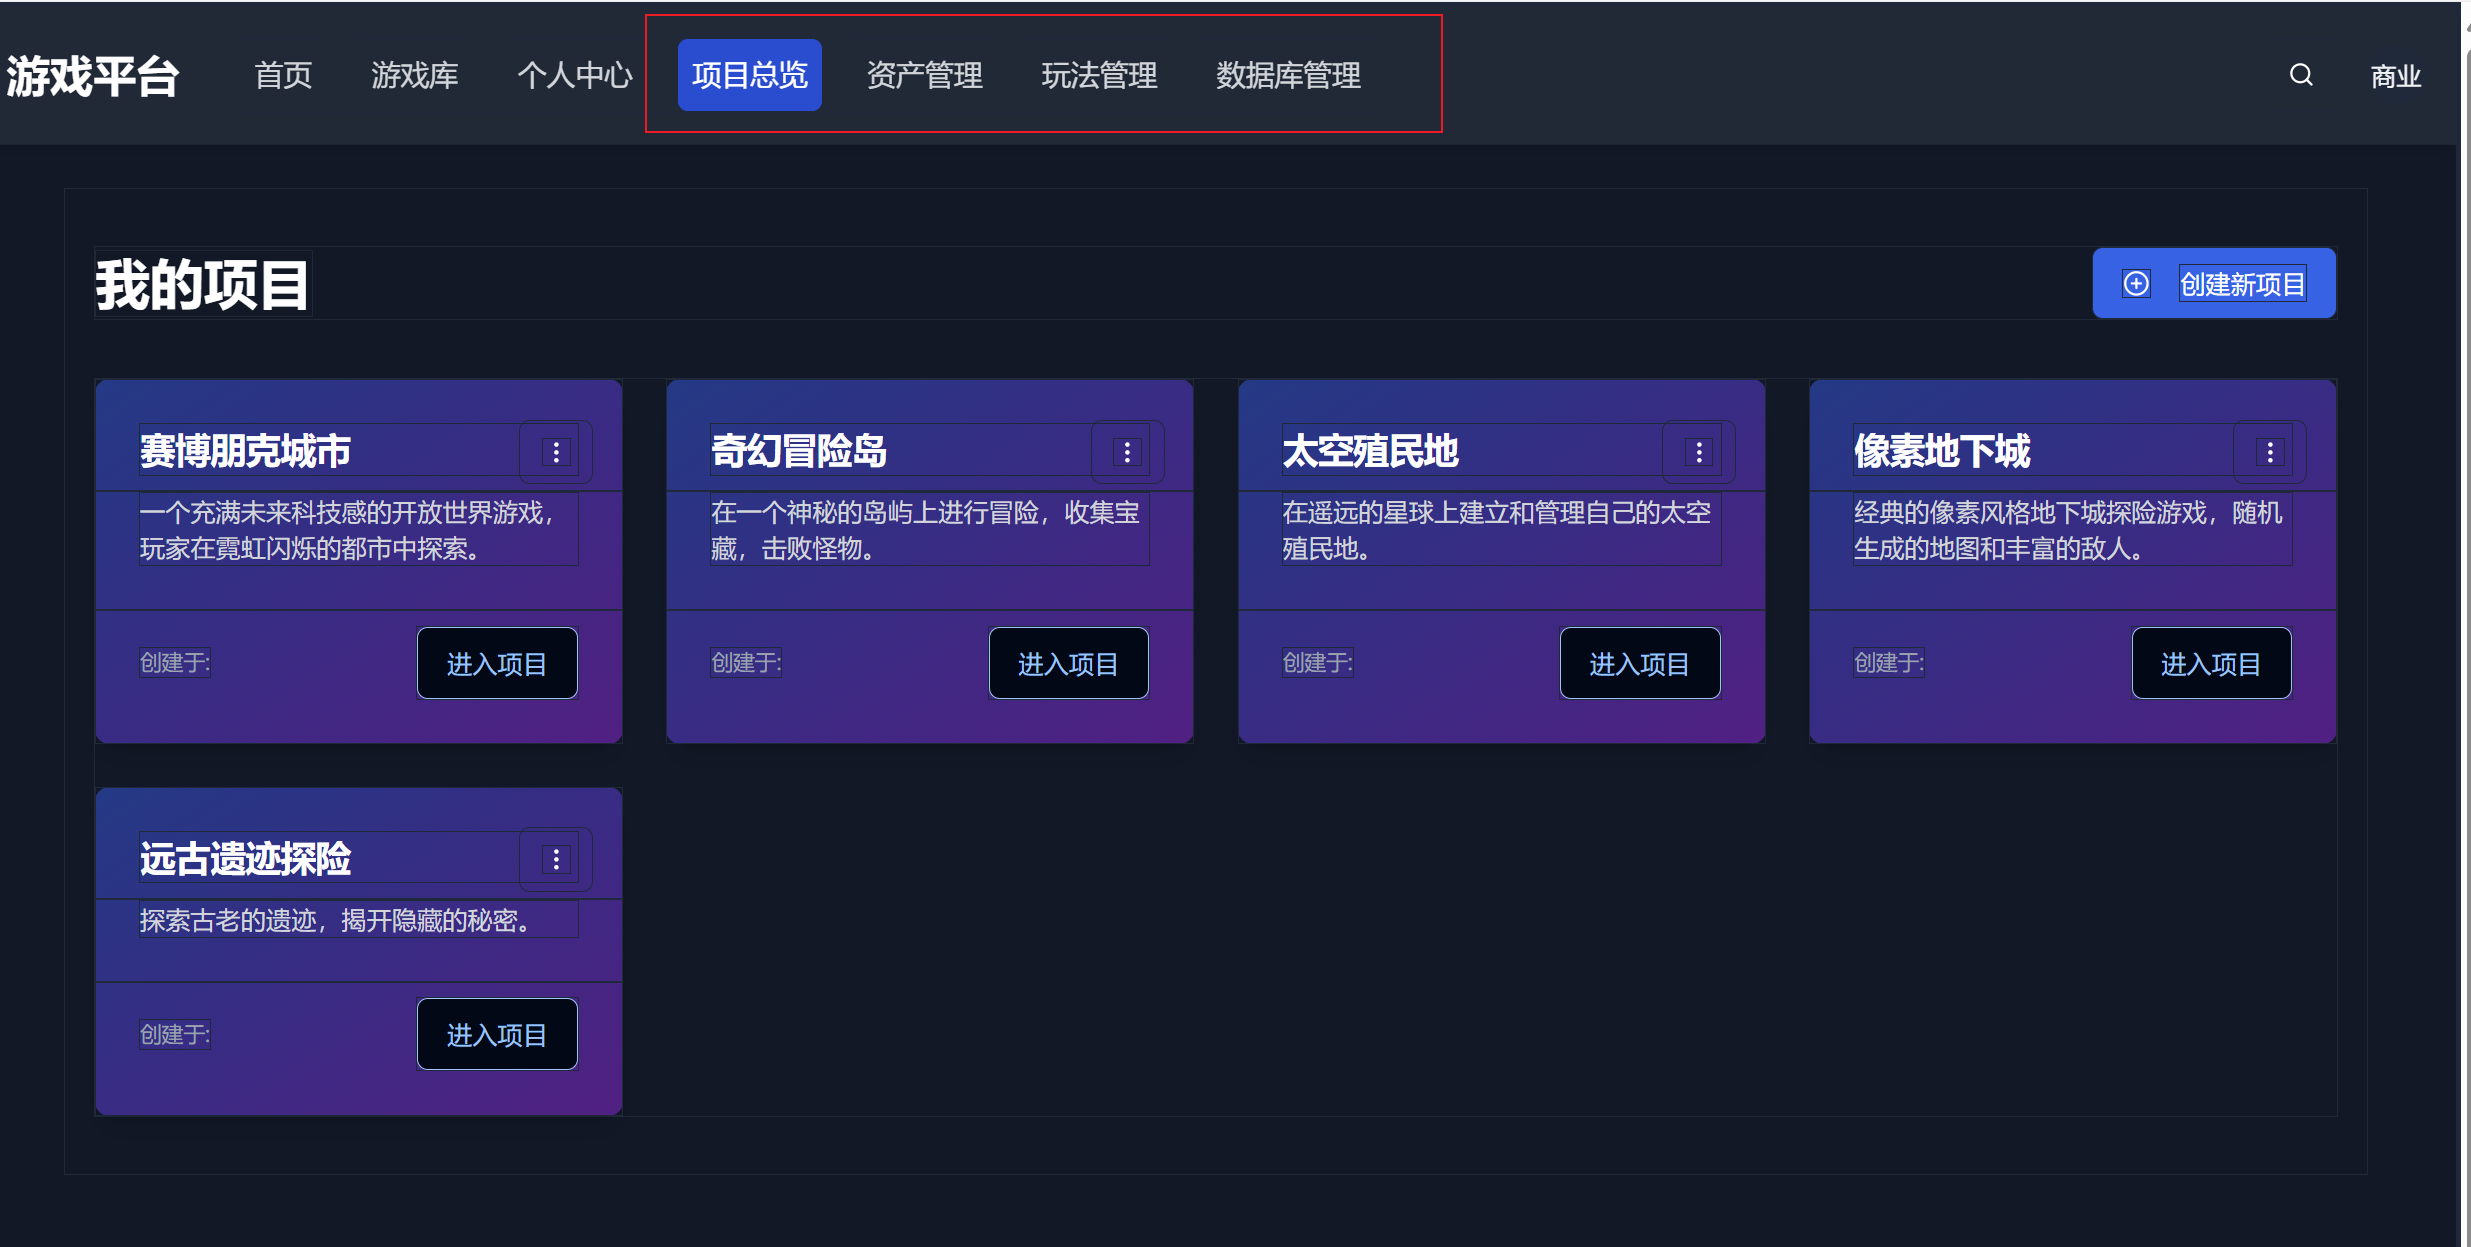 游戏平台 首页 游戏库 个人中心 项目总览 资产管理 玩法管理 数据库管理 商业
我的项目 创建新项目
赛博朋克城市
一个充满未来科技感的开放世界游戏，
玩家在霓虹闪烁的都市中探索。
创建于: 进入项目
奇幻冒险岛
在一个神秘的岛屿上进行冒险，收集宝
藏，击败怪物。
创建于: 进入项目
太空殖民地
在遥远的星球上建立和管理自己的太空
殖民地。
创建于: 进入项目
像素地下城
经典的像素风格地下城探险游戏，随机
生成的地图和丰富的敌人。
创建于: 进入项目
远古遗迹探险
探索古老的遗迹，揭开隐藏的秘密。
创建于: 进入项目